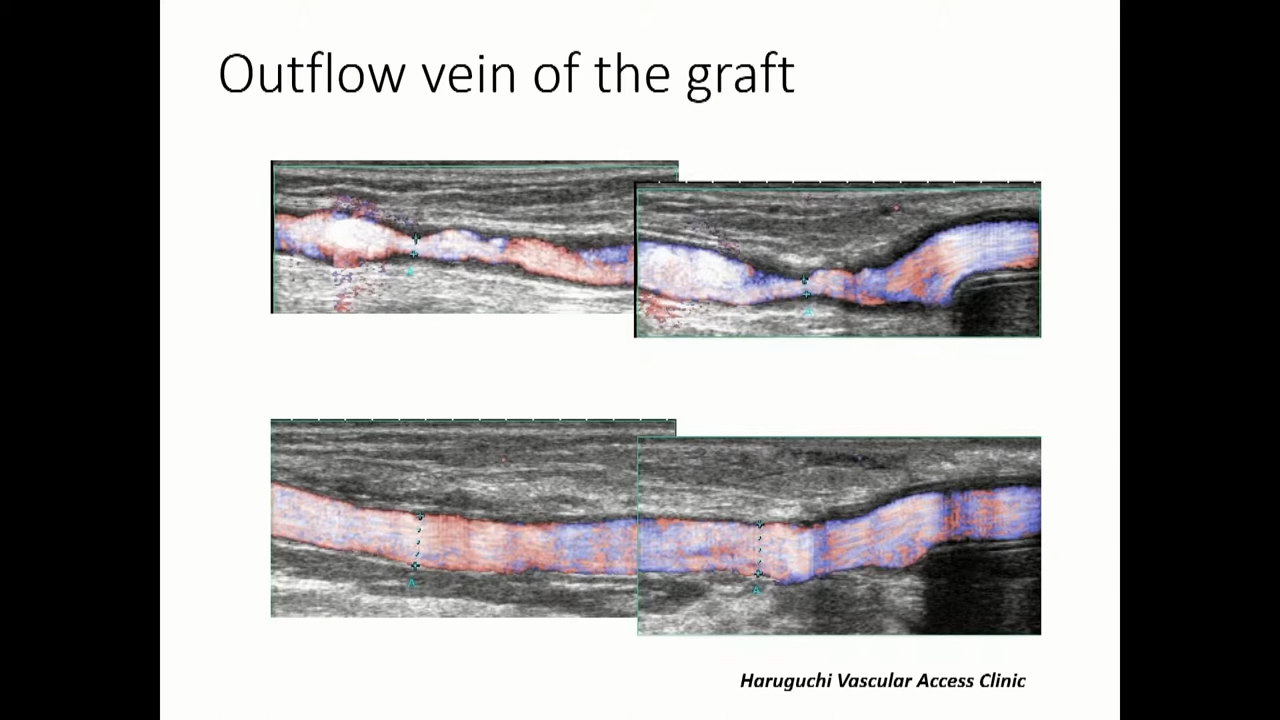 Outflow vein of the graft
A
A
A
A
Haruguchi Vascular Access Clinic